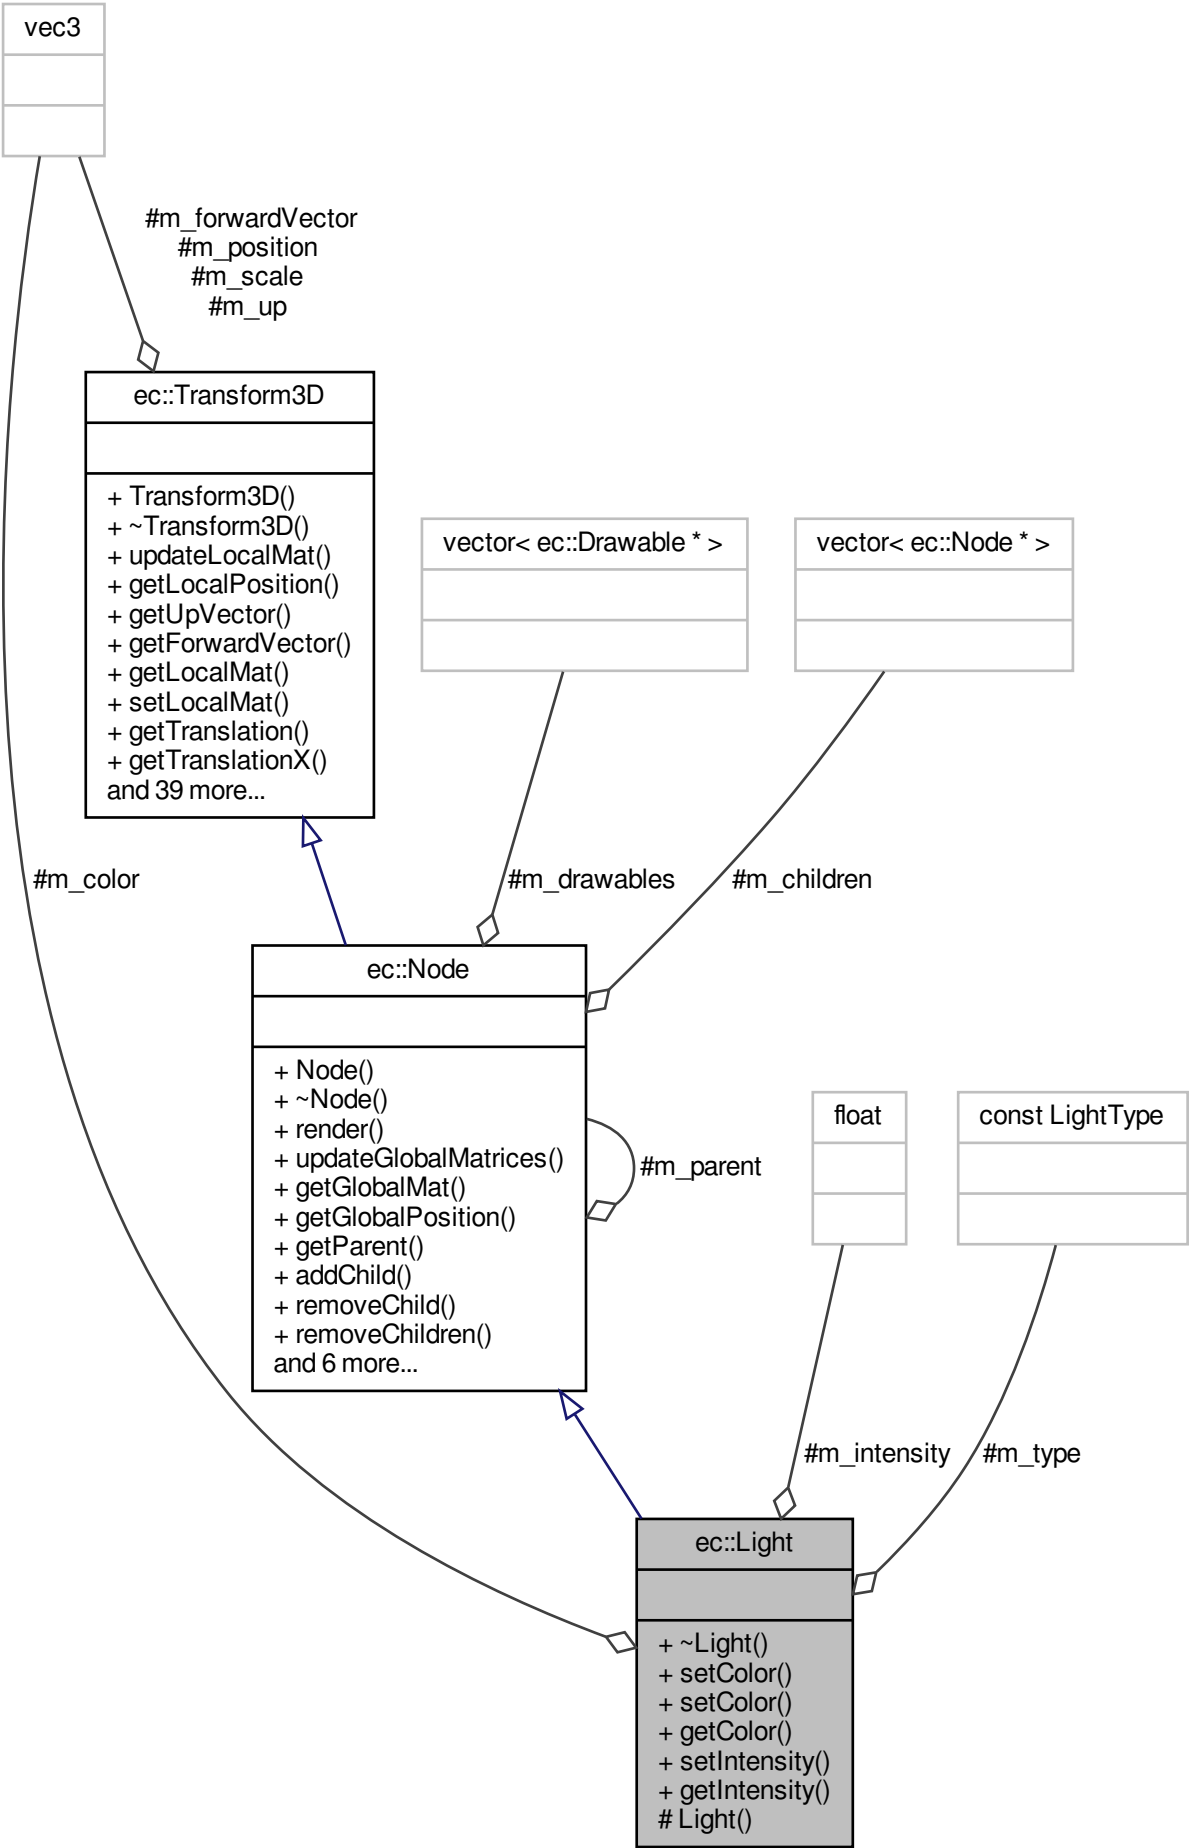 vec3
#m_forwardVector
#m_position
#m_scale
#m_up
ec::Transform3D
+ Transform3D()
+ ~Transform3D()
+ updateLocalMat()
+ getLocalPosition()
+ getUpVector()
+ getForwardVector()
+ getLocalMat()
+ setLocalMat()
+ getTranslation()
+ getTranslationX()
and 39 more...
vector< ec::Drawable * >
vector< ec::Node * >
#m_color
#m_drawables
#m_children
ec::Node
+ Node()
+ ~Node()
+ render()
+ updateGlobalMatrices()
+ getGlobalMat()
+ getGlobalPosition()
+ getParent()
+ addChild()
+ removeChild()
+ removeChildren()
and 6 more...
#m_parent
float
const LightType
#m_intensity
#m_type
ec::Light
+ ~Light()
+ setColor()
+ setColor()
+ getColor()
+ setIntensity()
+ getIntensity()
# Light()